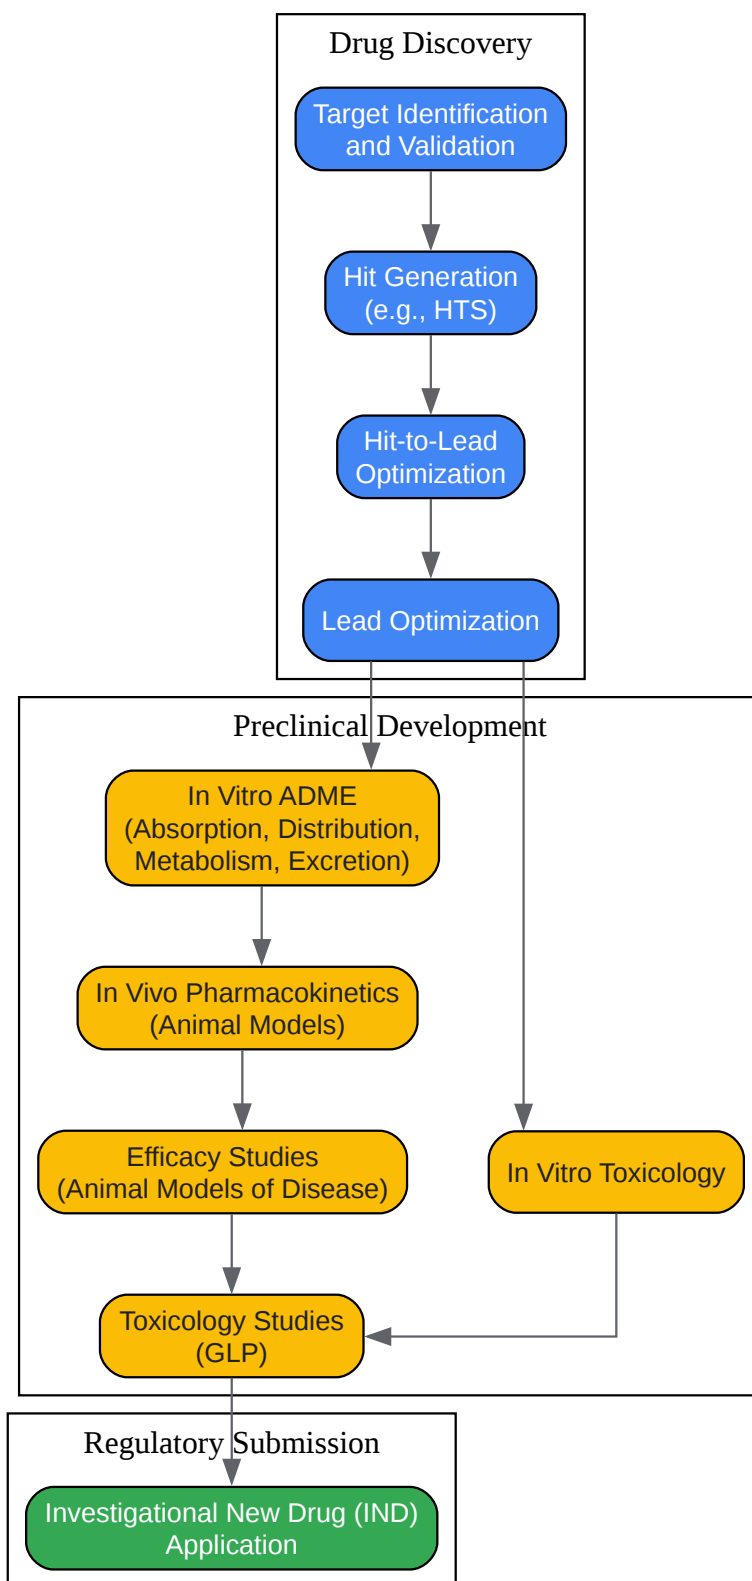 Drug Discovery
Target Identification
and Validation
Hit Generation
(e.g., HTS)
Hit-to-Lead
Optimization
Lead Optimization
Preclinical Development
In Vitro ADME
(Absorption, Distribution,
Metabolism, Excretion)
In Vivo Pharmacokinetics
(Animal Models)
Efficacy Studies
(Animal Models of Disease)
In Vitro Toxicology
Toxicology Studies
(GLP)
Regulatory Submission
Investigational New Drug (IND)
Application